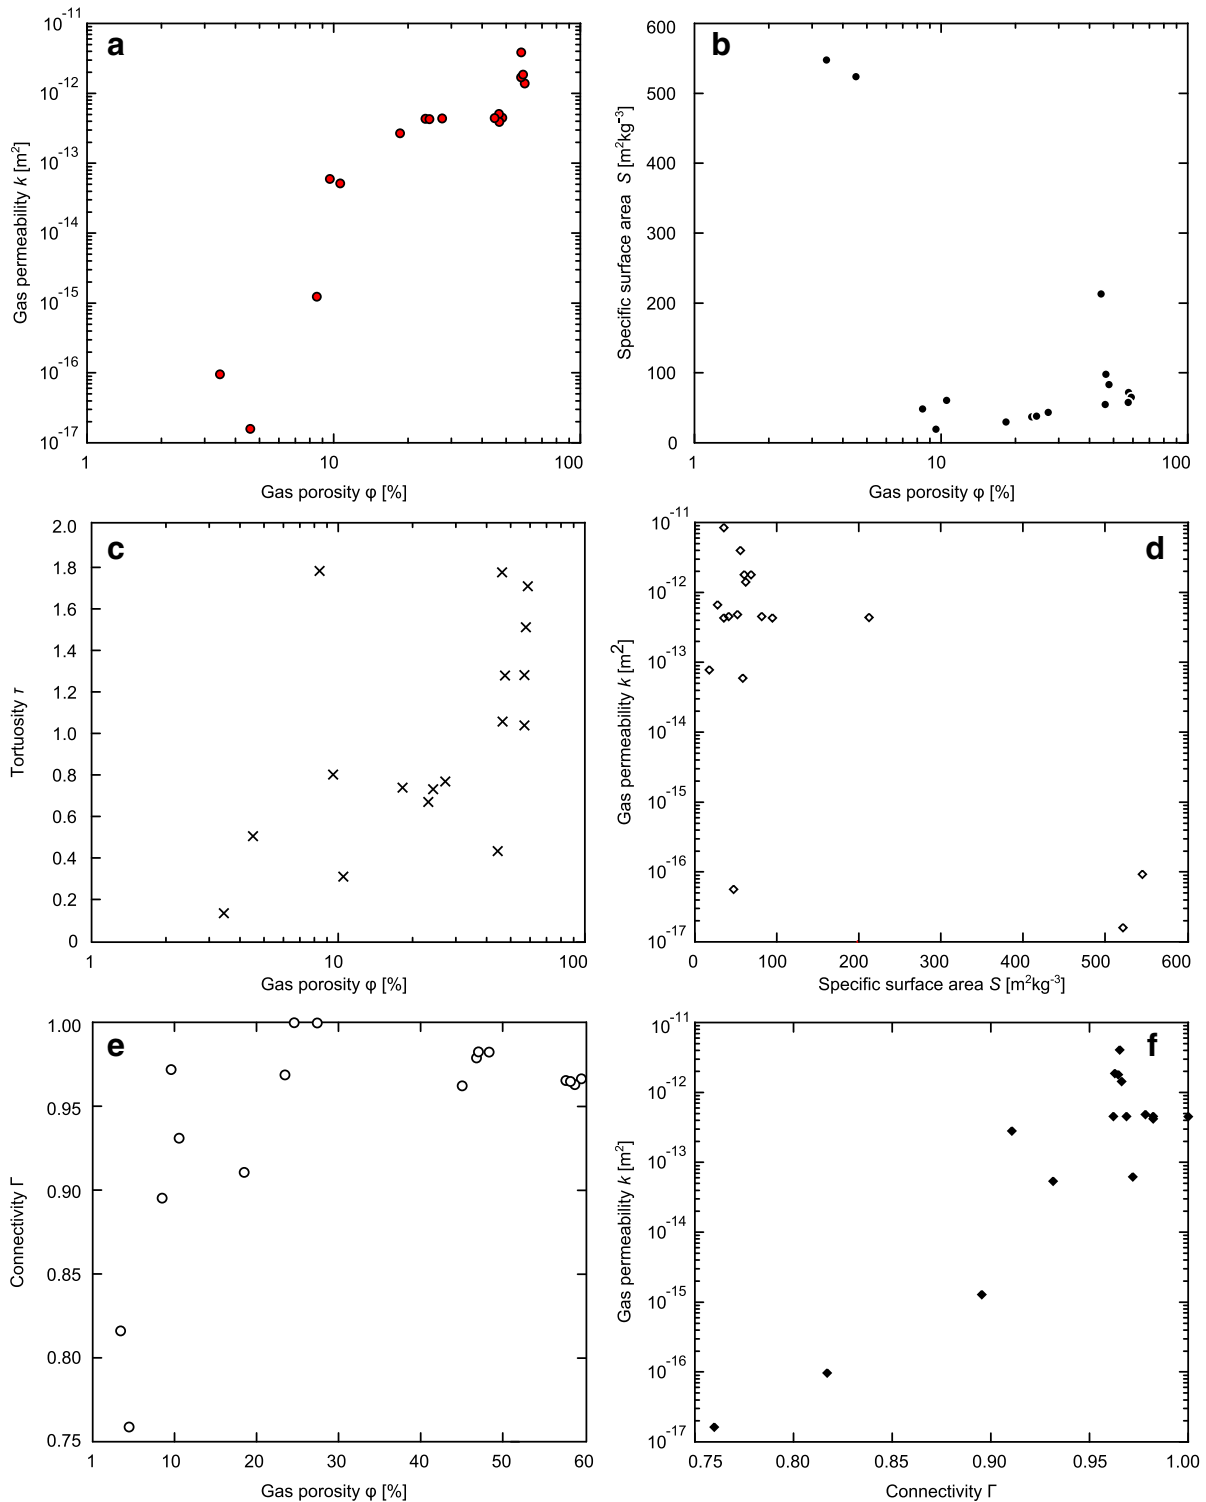 a
10-11
10-12
10-13
10-14
10-15
10-16
10-17
Gas permeability k [m2]
1 10 100
Gas porosity φ [%]
b
600
500
400
300
200
100
0
Specific surface area S [m2kg-3]
1 10 100
Gas porosity φ [%]
c
2.0
1.8
1.6
1.4
1.2
1.0
0.8
0.6
0.4
0.2
0
Tortuosity τ
1 10 100
Gas porosity φ [%]
d
10-11
10-12
10-13
10-14
10-15
10-16
10-17
Gas permeability k [m2]
0 100 200 300 400 500 600
Specific surface area S [m2kg-3]
e
1.00
0.95
0.90
0.85
0.80
0.75
Connectivity Γ
1 10 20 30 40 50 60
Gas porosity φ [%]
f
10-11
10-12
10-13
10-14
10-15
10-16
10-17
Gas permeability k [m2]
0.75 0.80 0.85 0.90 0.95 1.00
Connectivity Γ